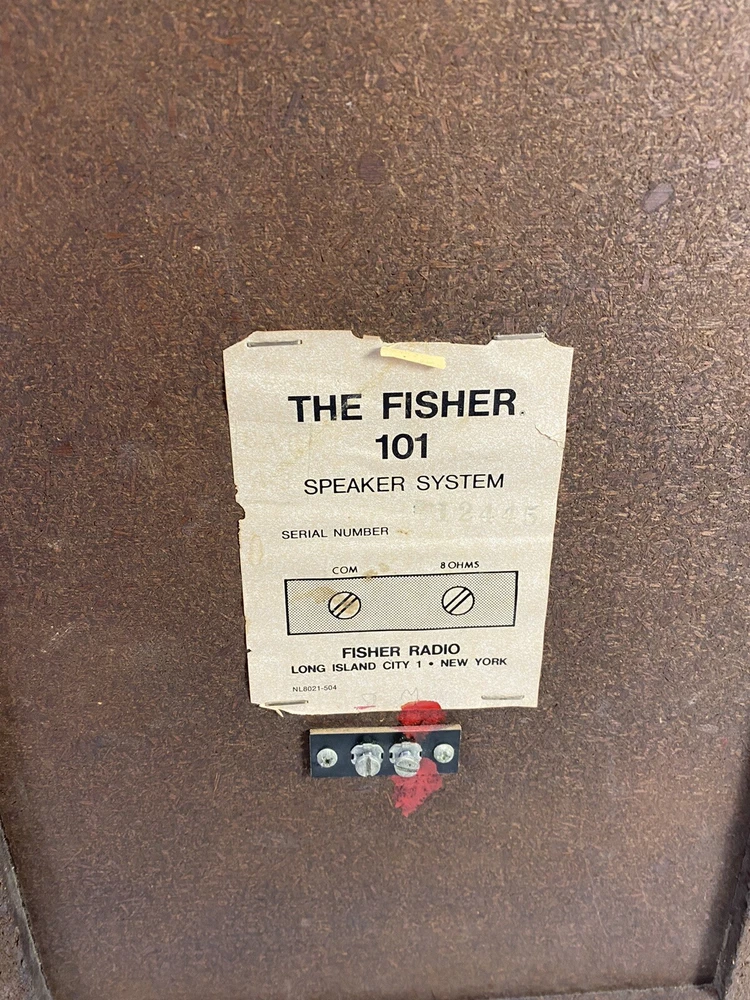 THE FISHER
101
SPEAKER SYSTEM
12445
SERIAL NUMBER
COM 8 OHMS
FISHER RADIO
LONG ISLAND CITY 1 • NEW YORK
NL8021-504